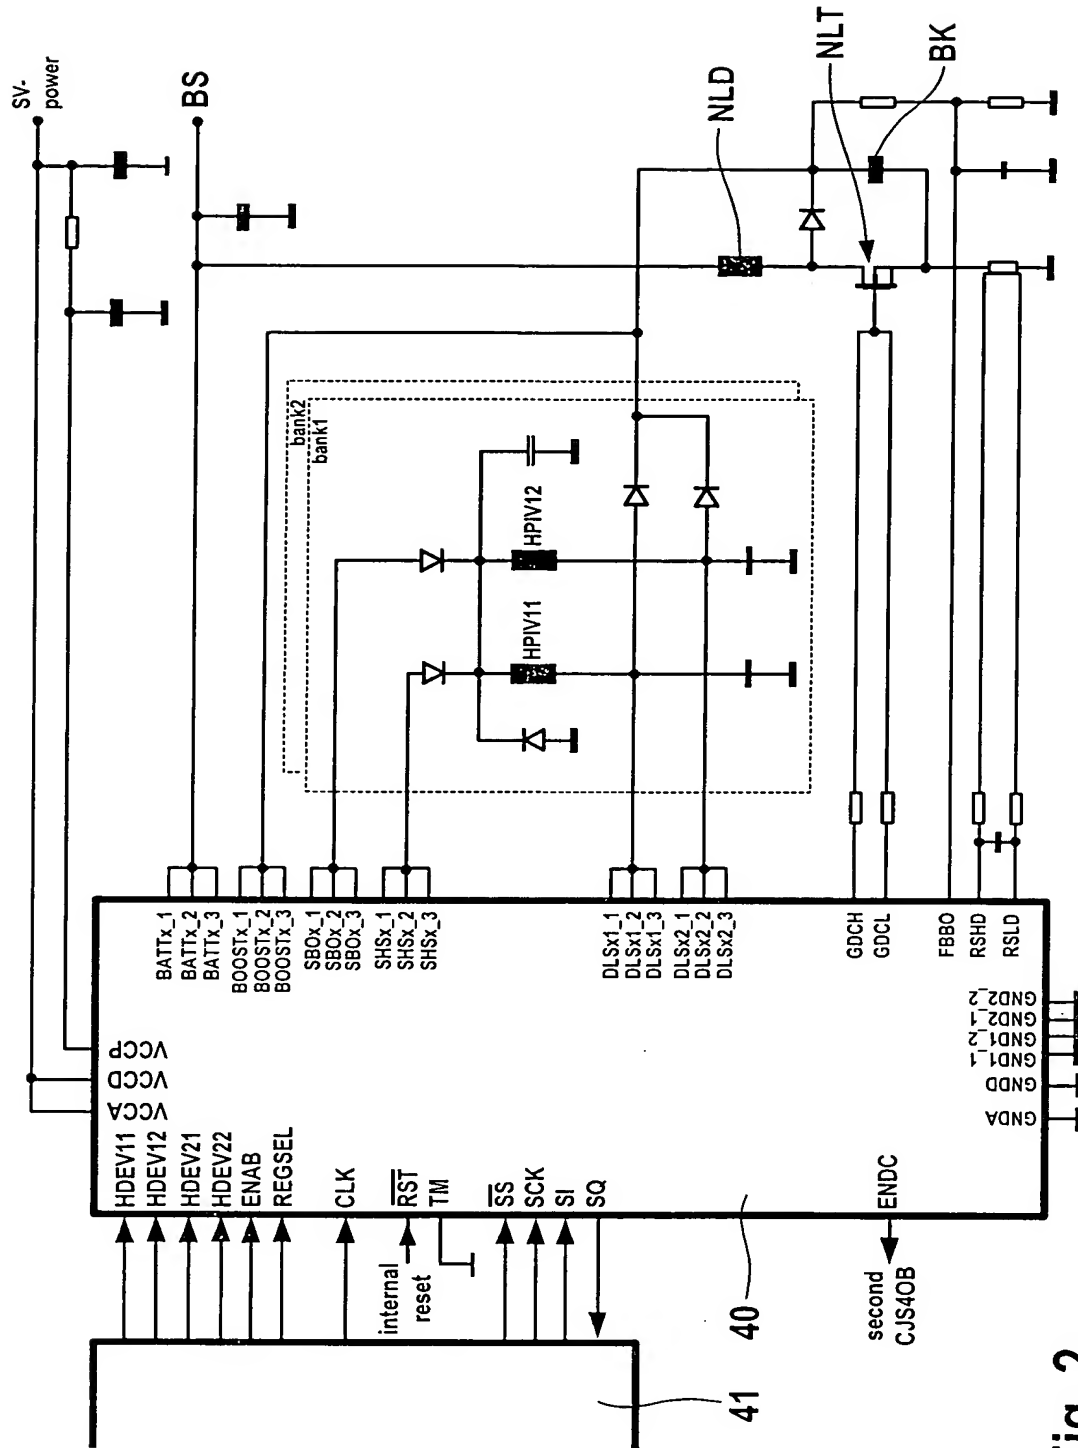 SV-
power
BS
NLD
NLT
BK
bank2
bank1
HPIV12
HPIV11
BATTx_1
BATTx_2
BATTx_3
BOOSTx_1
BOOSTx_2
BOOSTx_3
SBOx_1
SBOx_2
SBOx_3
SHSx_1
SHSx_2
SHSx_3
DLSx1_1
DLSx1_2
DLSx1_3
DLSx2_1
DLSx2_2
DLSx2_3
GDCH
GDCL
FBBO
RSHD
RSLD
VCCA
VCCD
VCCP
GNDA
GNDD
GND1_1
GND1_2
GND2_1
GND2_2
HDEV11
HDEV12
HDEV21
HDEV22
ENAB
REGSEL
CLK
RST
TM
SS
SCK
SI
SQ
ENDC
internal
reset
second
CJS4OB
40
41
Fig. 2